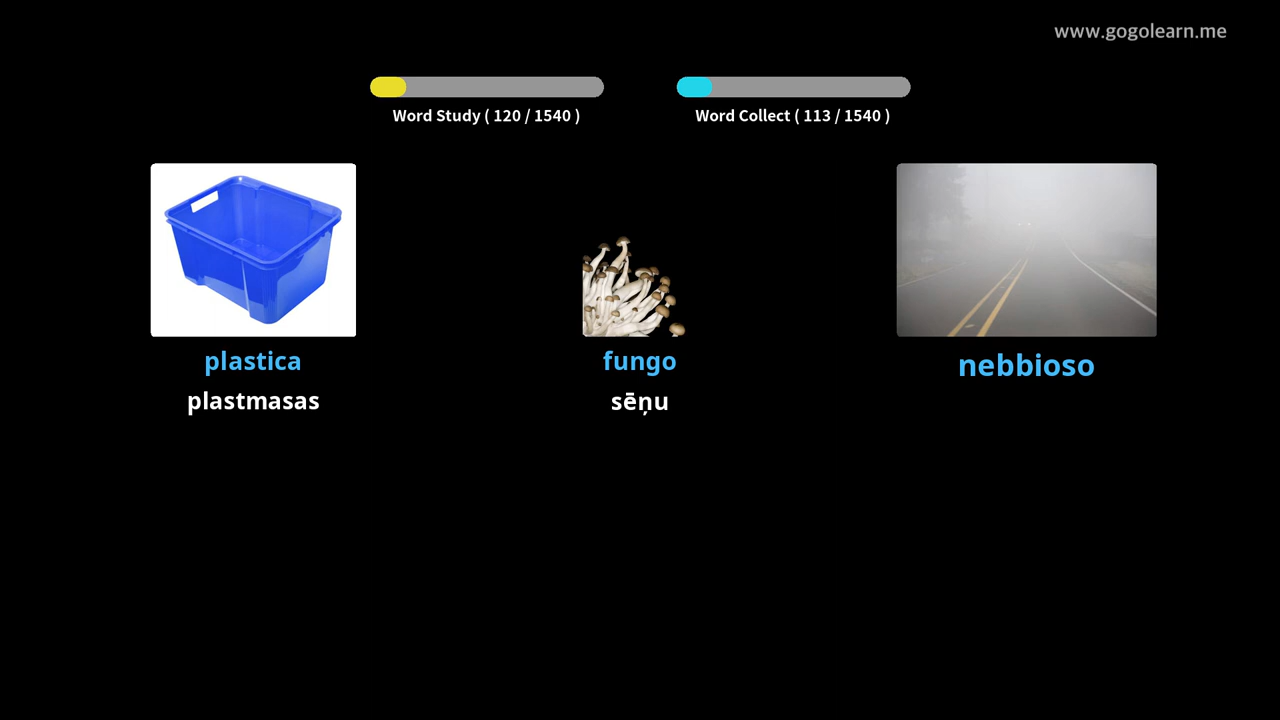 www.gogolearn.me
Word Study ( 120 / 1540 )
Word Collect ( 113 / 1540 )
plastica
plastmasas
fungo
sēņu
nebbioso